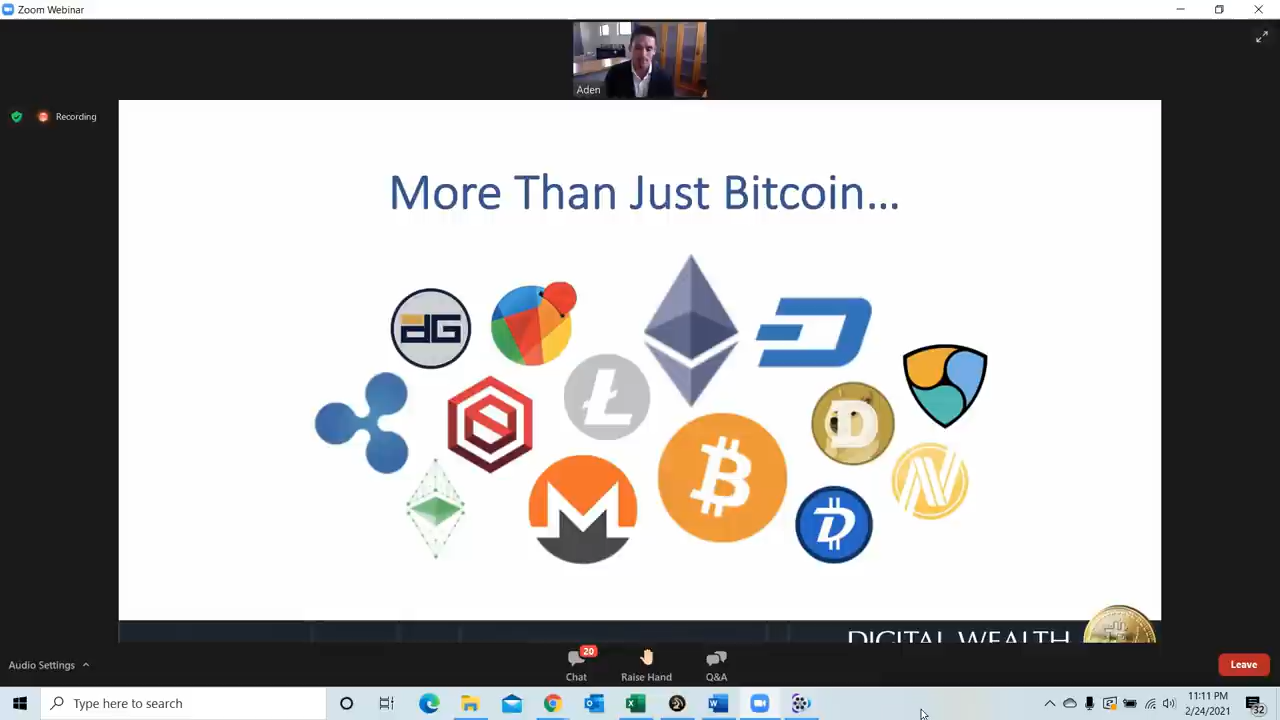 Zoom Webinar
Aden
Recording
More Than Just Bitcoin...
DIGITAL WEALTH
Audio Settings
20
Chat
Raise Hand
Q&A
Leave
Type here to search
11:11 PM
2/24/2021
32